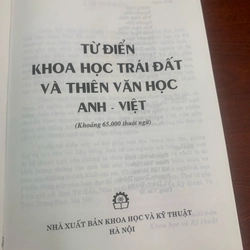 TỪ ĐIỂN
KHOA HỌC TRÁI ĐẤT
VÀ THIÊN VĂN HỌC
ANH - VIỆT
(Khoảng 65.000 thuật ngữ)
NHÀ XUẤT BẢN KHOA HỌC VÀ KỸ THUẬT
HÀ NỘI